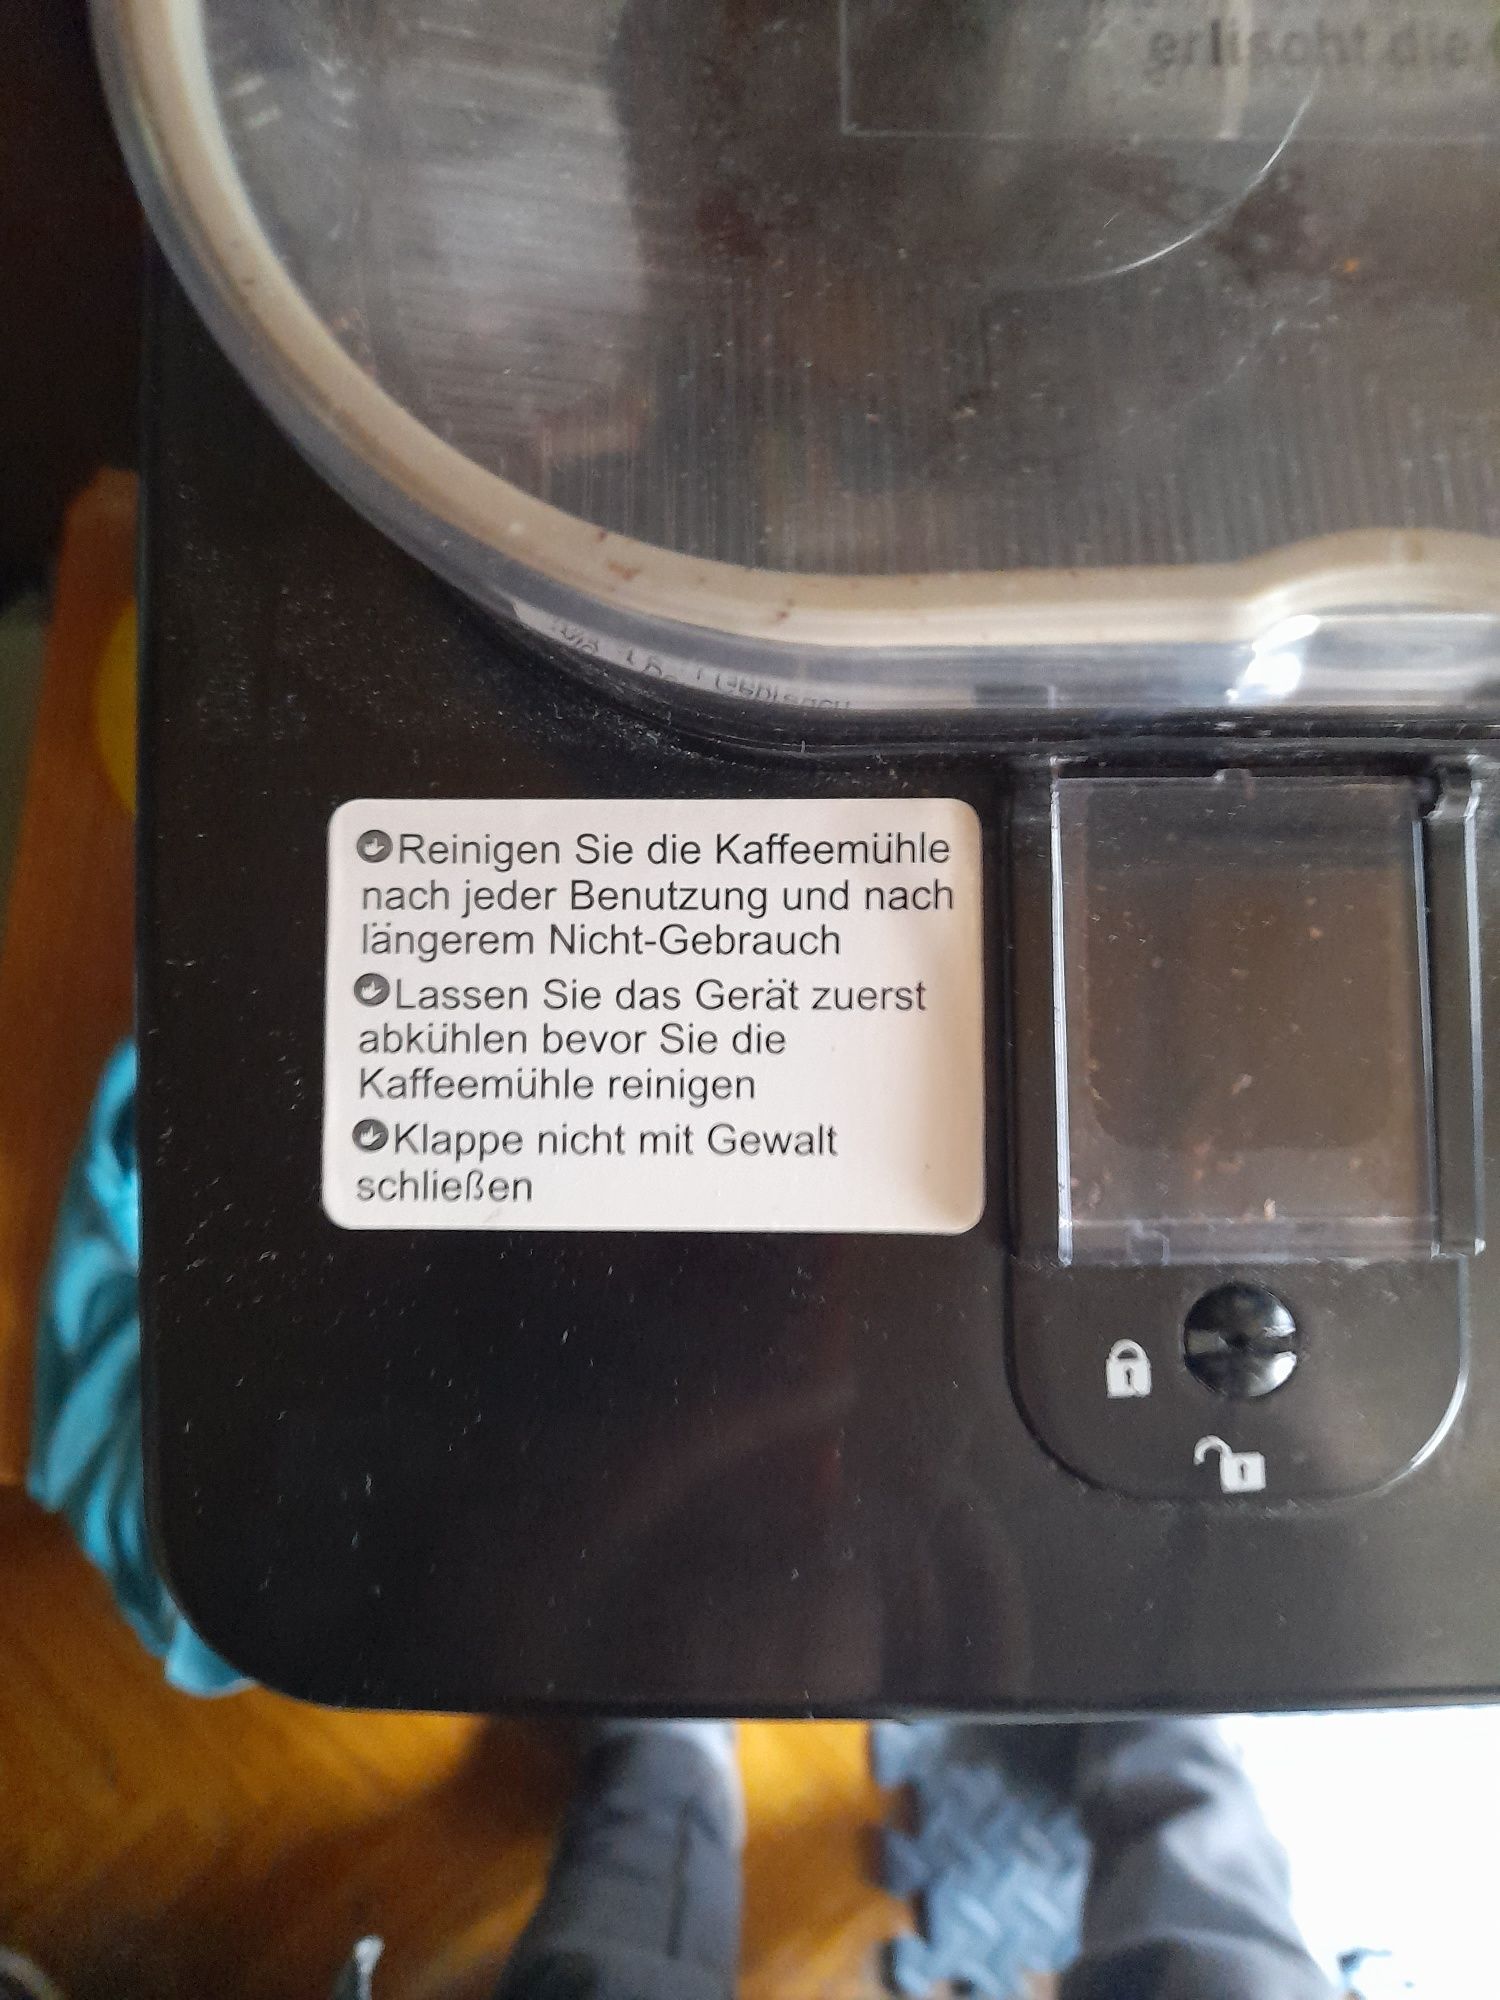 erlischt die
Gebrauch
Reinigen Sie die Kaffeemühle
nach jeder Benutzung und nach
längerem Nicht-Gebrauch
Lassen Sie das Gerät zuerst
abkühlen bevor Sie die
Kaffeemühle reinigen
Klappe nicht mit Gewalt
schließen